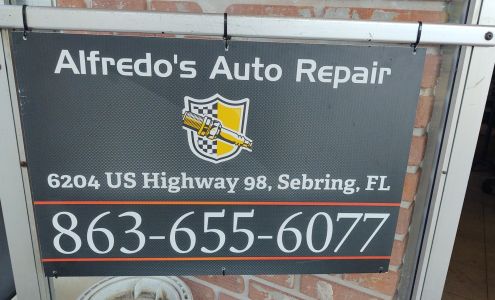 Alfredo's Auto Repair
6204 US Highway 98, Sebring, FL
863-655-6077